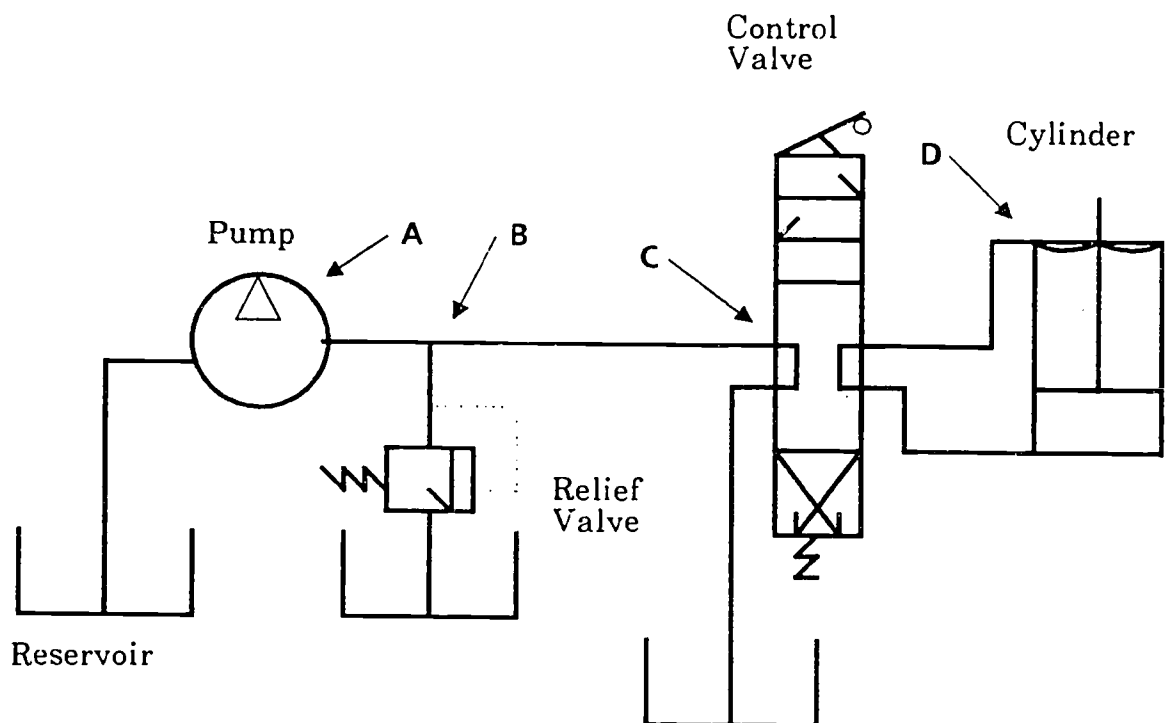 Control
Valve
Cylinder
D
Pump
A
B
C
Relief
Valve
Reservoir